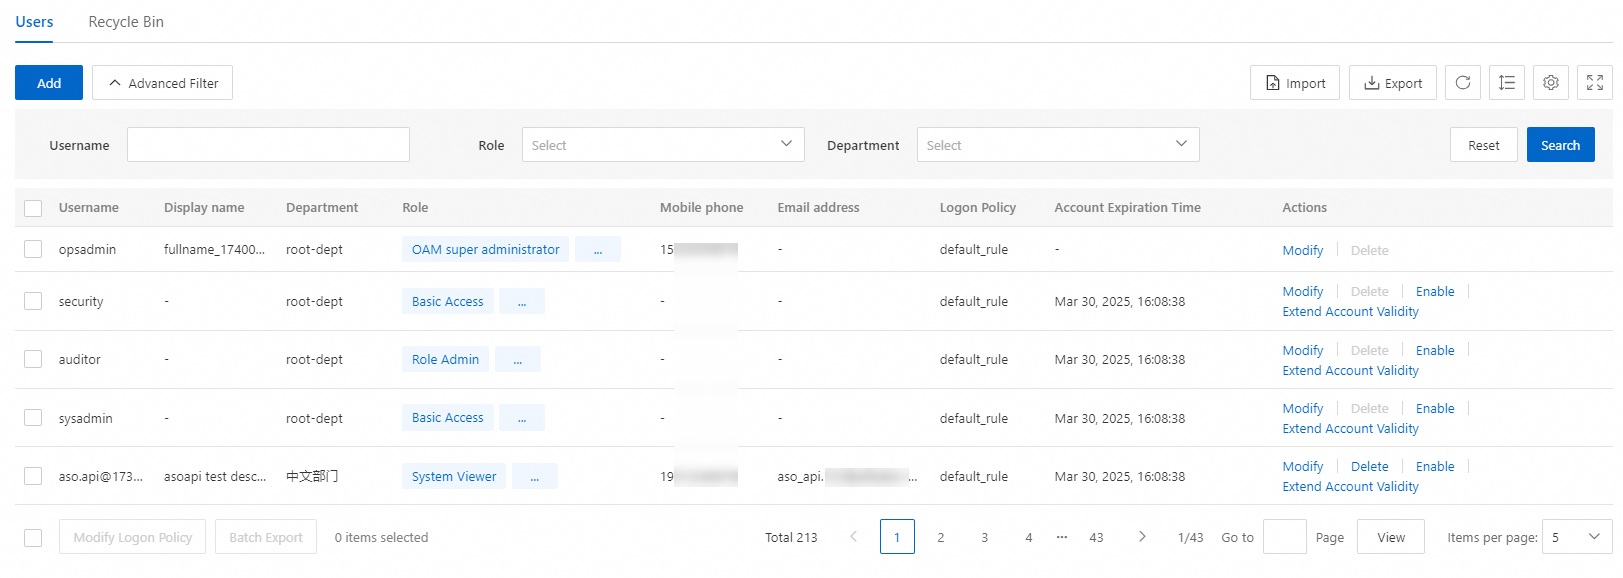 Users Recycle Bin
Add Advanced Filter Import Export
Username Role Select Department Select Reset Search
Username Display name Department Role Mobile phone Email address Logon Policy Account Expiration Time Actions
opsadmin fullname_17400... root-dept OAM super administrator ... 15 - default_rule - Modify Delete
security - root-dept Basic Access ... - - default_rule Mar 30, 2025, 16:08:38 Modify Delete Enable
Extend Account Validity
auditor - root-dept Role Admin ... - - default_rule Mar 30, 2025, 16:08:38 Modify Delete Enable
Extend Account Validity
sysadmin - root-dept Basic Access ... - - default_rule Mar 30, 2025, 16:08:38 Modify Delete Enable
Extend Account Validity
aso.api@173... asoapi test desc... 中文部门 System Viewer ... 19 aso_api. ... default_rule Mar 30, 2025, 16:08:38 Modify Delete Enable
Extend Account Validity
Modify Logon Policy Batch Export 0 items selected Total 213 1 2 3 4 ... 43 1/43 Go to Page View Items per page: 5